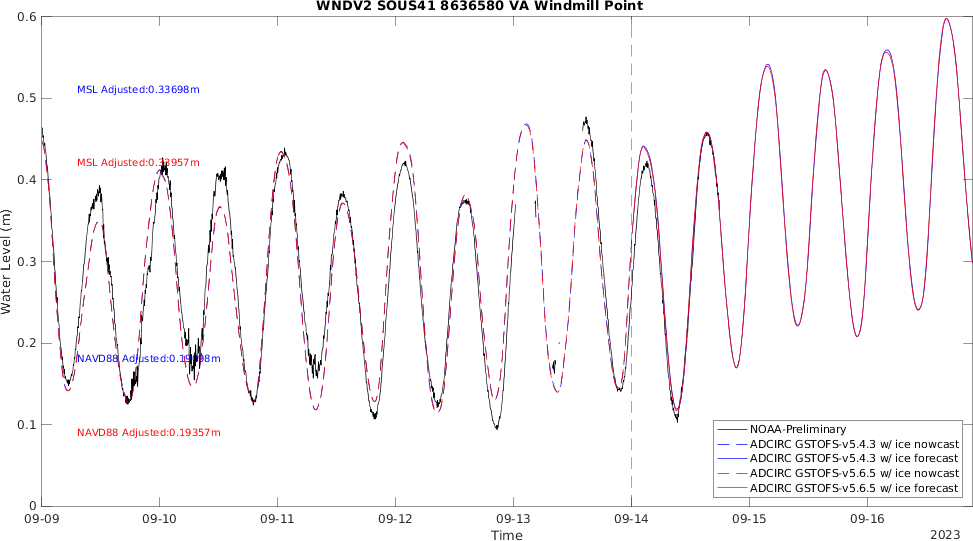 WNDV2 SOUS41 8636580 VA Windmill Point
0.6
0.5
0.4
0.3
0.2
0.1
0
Water Level (m)
MSL Adjusted:0.33698m
MSL Adjusted:0.33957m
NAVD88 Adjusted:0.19098m
NAVD88 Adjusted:0.19357m
NOAA-Preliminary
ADCIRC GSTOFS-v5.4.3 w/ ice nowcast
ADCIRC GSTOFS-v5.4.3 w/ ice forecast
ADCIRC GSTOFS-v5.6.5 w/ ice nowcast
ADCIRC GSTOFS-v5.6.5 w/ ice forecast
09-09 09-10 09-11 09-12 09-13 09-14 09-15 09-16
Time
2023